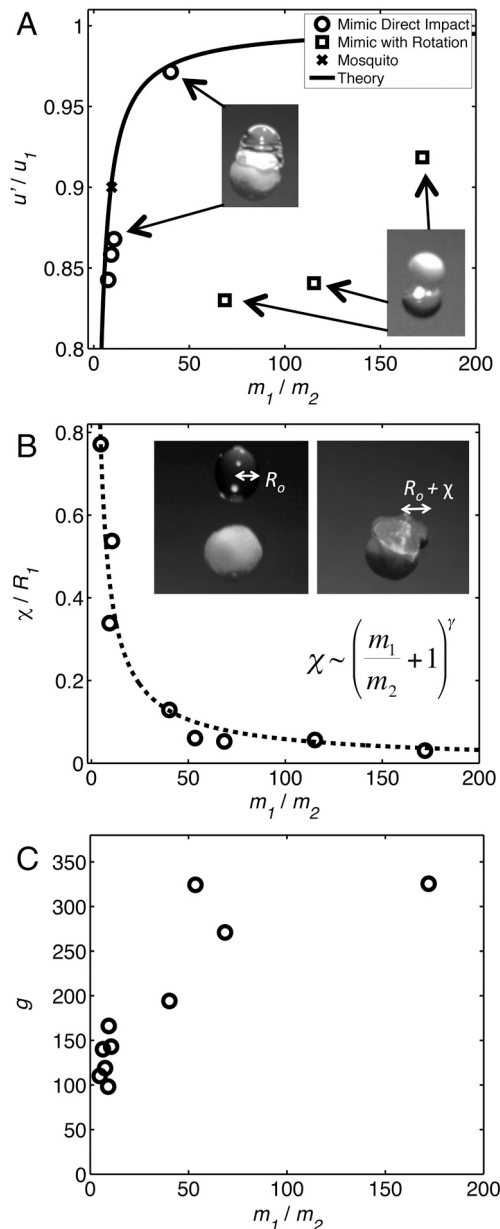 A
1
0.95
0.9
0.85
0.8
u'/u₁
Mimic Direct Impact
Mimic with Rotation
Mosquito
Theory
0 50 100 150 200
m₁/m₂
B
0.8
0.6
0.4
0.2
0
χ/R₁
Rₒ
Rₒ + χ
χ ~ (m₁/m₂ + 1)^γ
0 50 100 150 200
m₁/m₂
C
350
300
250
200
150
100
50
0
g
0 50 100 150 200
m₁/m₂